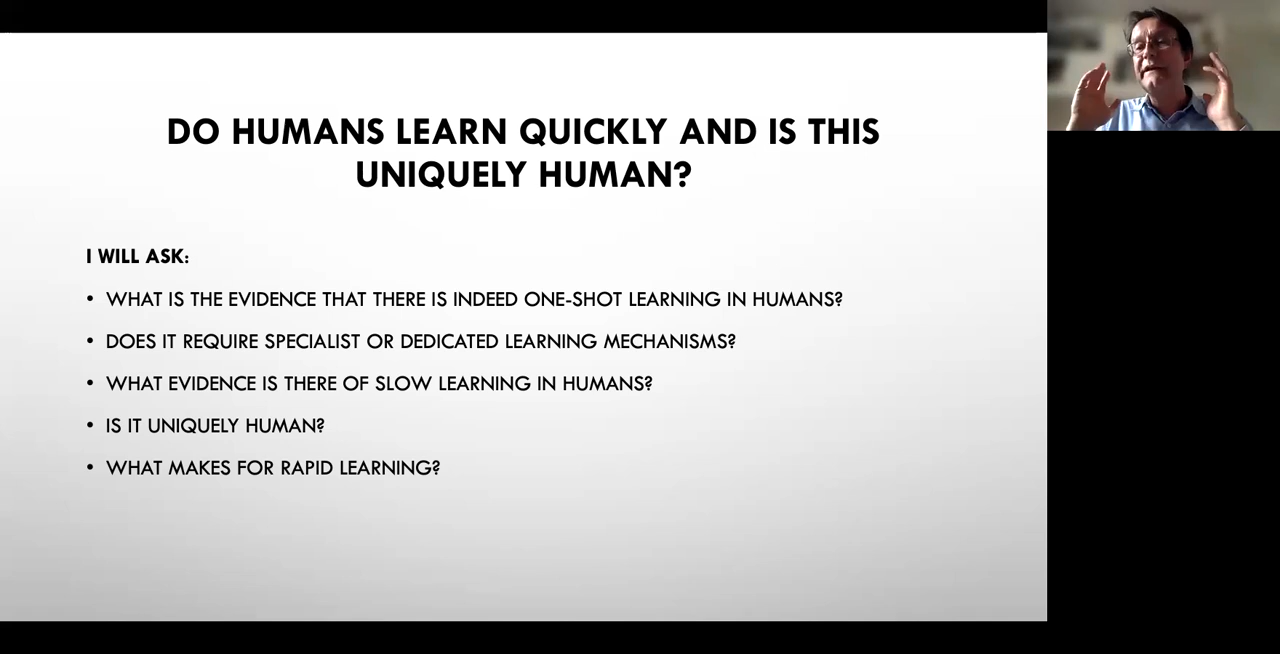 DO HUMANS LEARN QUICKLY AND IS THIS
UNIQUELY HUMAN?
I WILL ASK:
• WHAT IS THE EVIDENCE THAT THERE IS INDEED ONE-SHOT LEARNING IN HUMANS?
• DOES IT REQUIRE SPECIALIST OR DEDICATED LEARNING MECHANISMS?
• WHAT EVIDENCE IS THERE OF SLOW LEARNING IN HUMANS?
• IS IT UNIQUELY HUMAN?
• WHAT MAKES FOR RAPID LEARNING?